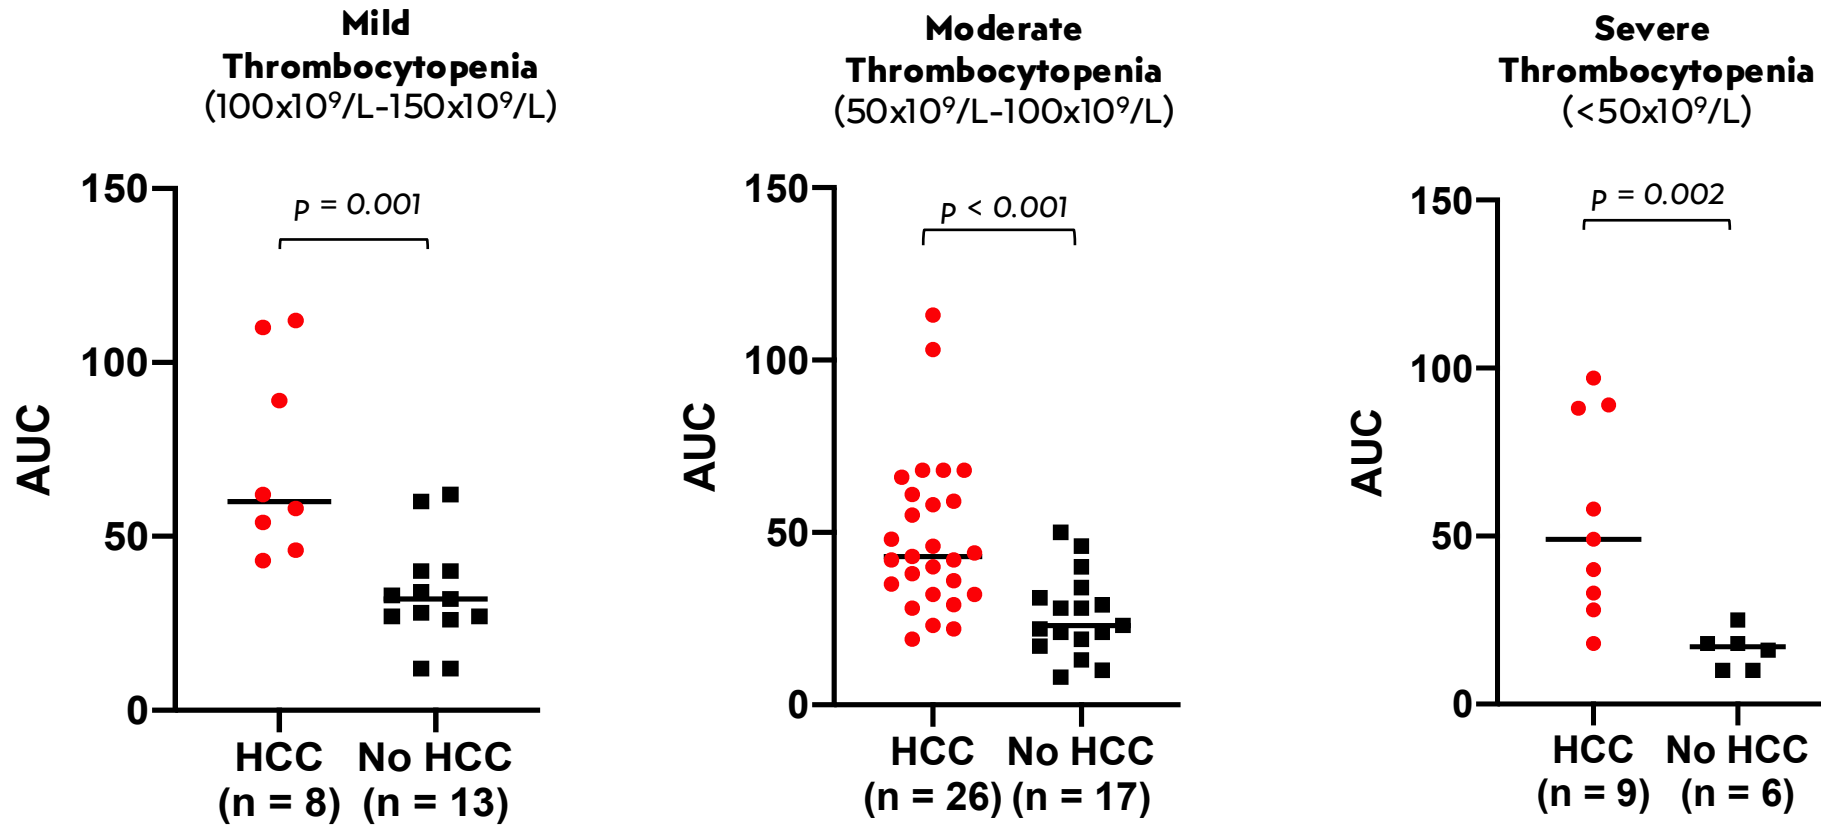 Mild
Thrombocytopenia
(100x10⁹/L-150x10⁹/L)
p = 0.001
150
100
50
0
AUC
HCC
(n = 8)
No HCC
(n = 13)
Moderate
Thrombocytopenia
(50x10⁹/L-100x10⁹/L)
p < 0.001
150
100
50
0
AUC
HCC
(n = 26)
No HCC
(n = 17)
Severe
Thrombocytopenia
(<50x10⁹/L)
p = 0.002
150
100
50
0
AUC
HCC
(n = 9)
No HCC
(n = 6)